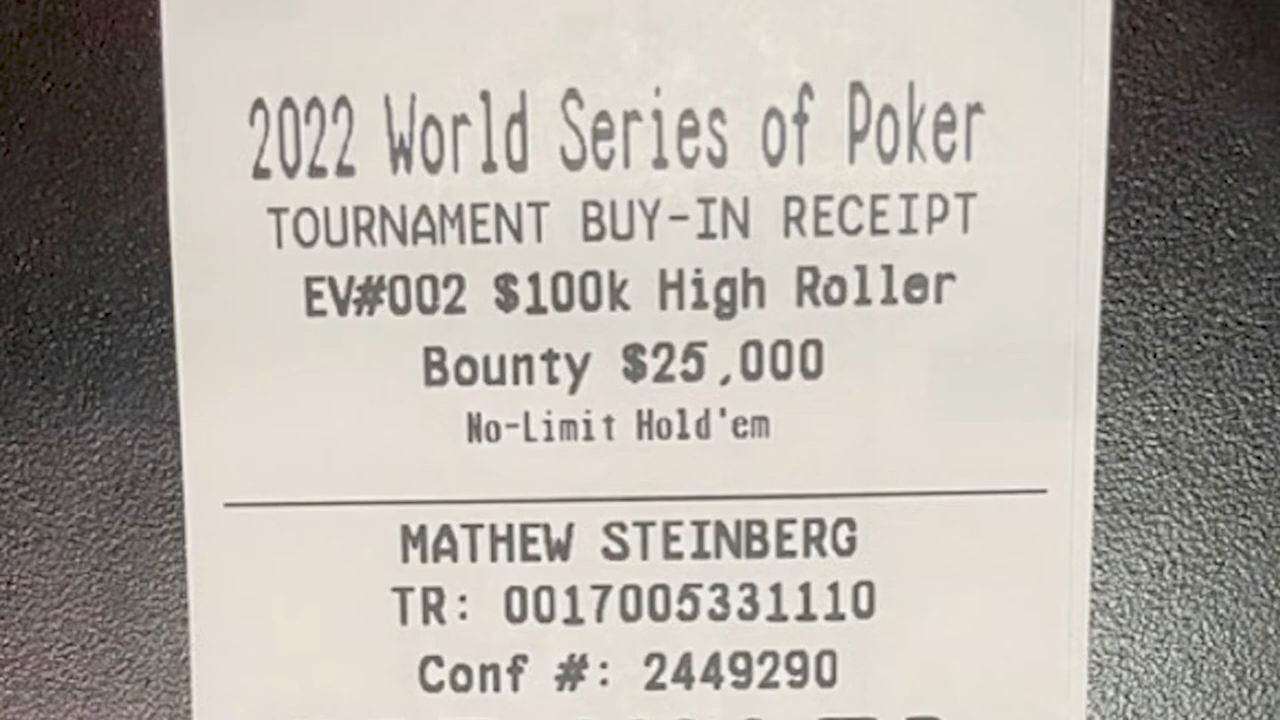 2022 World Series of Poker
TOURNAMENT BUY-IN RECEIPT
EV#002 $100k High Roller
Bounty $25,000
No-Limit Hold'em
MATHEW STEINBERG
TR: 0017005331110
Conf #: 2449290